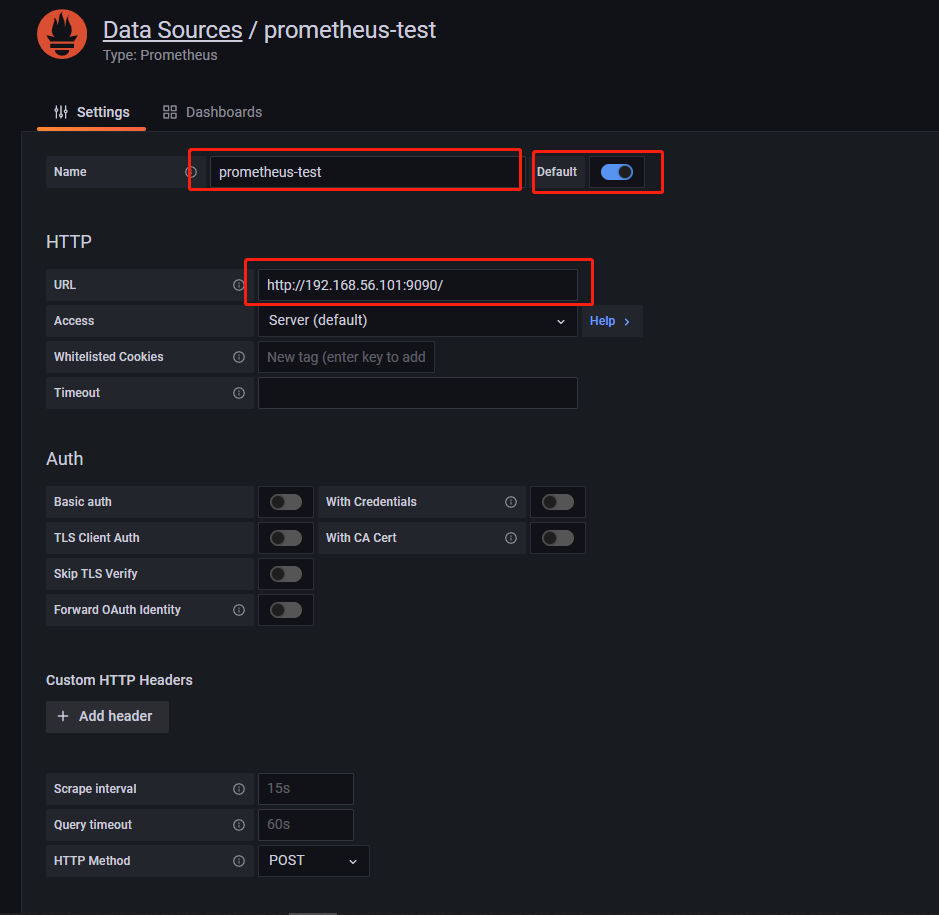 Data Sources / prometheus-test
Type: Prometheus
Settings Dashboards
Name prometheus-test Default
HTTP
URL http://192.168.56.101:9090/
Access Server (default) Help
Whitelisted Cookies New tag (enter key to add
Timeout
Auth
Basic auth With Credentials
TLS Client Auth With CA Cert
Skip TLS Verify
Forward OAuth Identity
Custom HTTP Headers
+ Add header
Scrape interval 15s
Query timeout 60s
HTTP Method POST